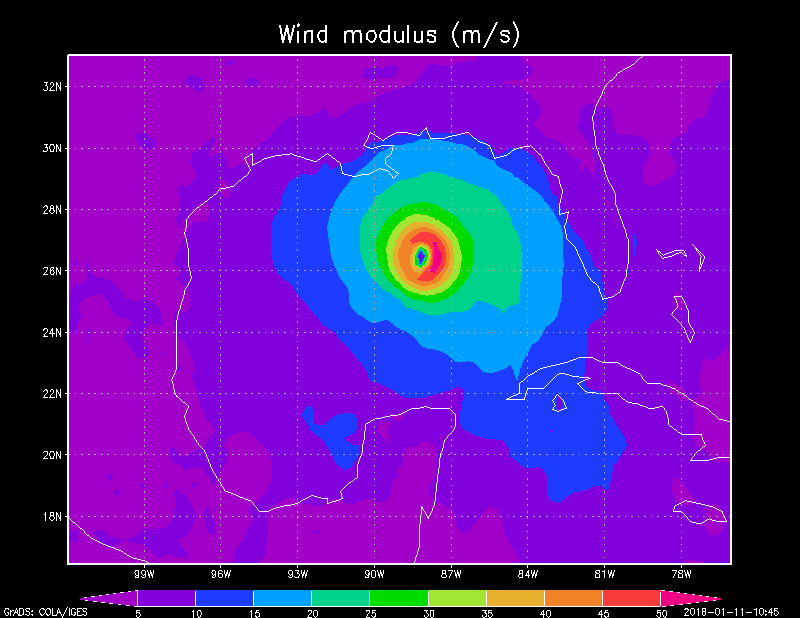 Wind modulus (m/s)
32N
30N
28N
26N
24N
22N
20N
18N
99W 96W 93W 90W 87W 84W 81W 78W
5 10 15 20 25 30 35 40 45 50
GrADS: COLA/IGES 2018-01-11-10:45